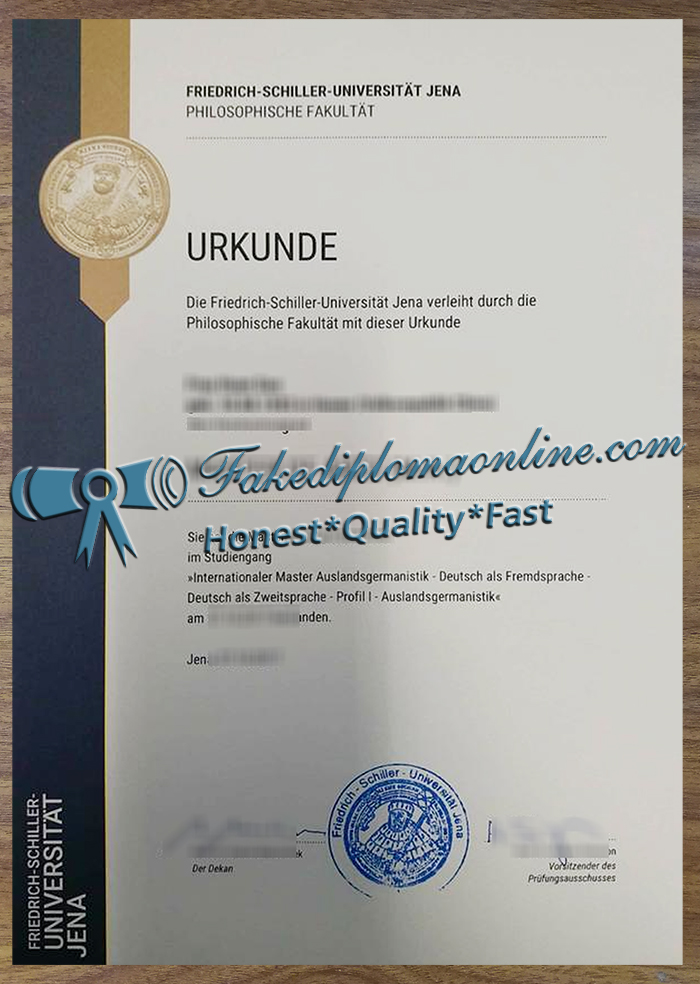 FRIEDRICH-SCHILLER-UNIVERSITÄT JENA
PHILOSOPHISCHE FAKULTÄT
URKUNDE
Die Friedrich-Schiller-Universität Jena verleiht durch die
Philosophische Fakultät mit dieser Urkunde
Fakediplomaonline.com
Honest*Quality*Fast
Sie
im Studiengang
»Internationaler Master Auslandsgermanistik - Deutsch als Fremdsprache -
Deutsch als Zweitsprache - Profil I - Auslandsgermanistik«
am
Friedrich - Schiller - Universität Jena
Der Dekan
Vorsitzender des
Prüfungsausschusses
FRIEDRICH-SCHILLER-
UNIVERSITÄT
JENA